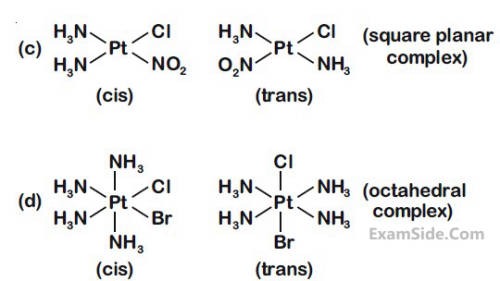 (c) H₃N Cl H₃N Cl (square planar
Pt Pt complex)
H₃N NO₂ O₂N NH₃
(cis) (trans)
NH₃ Cl
H₃N Cl H₃N NH₃ (octahedral
(d) Pt Pt complex)
H₃N Br H₃N NH₃
NH₃ Br
ExamSide.Com
(cis) (trans)